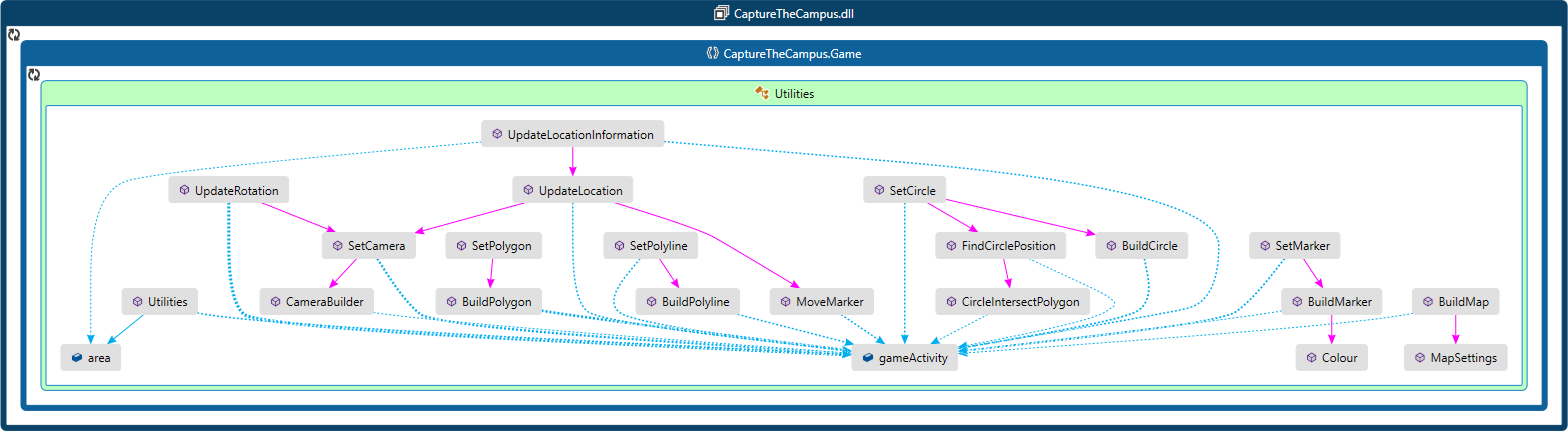 CaptureTheCampus.dll
CaptureTheCampus.Game
Utilities
UpdateLocationInformation
UpdateRotation
UpdateLocation
SetCircle
SetCamera
SetPolygon
SetPolyline
FindCirclePosition
BuildCircle
SetMarker
Utilities
CameraBuilder
BuildPolygon
BuildPolyline
MoveMarker
CircleIntersectPolygon
BuildMarker
BuildMap
area
gameActivity
Colour
MapSettings